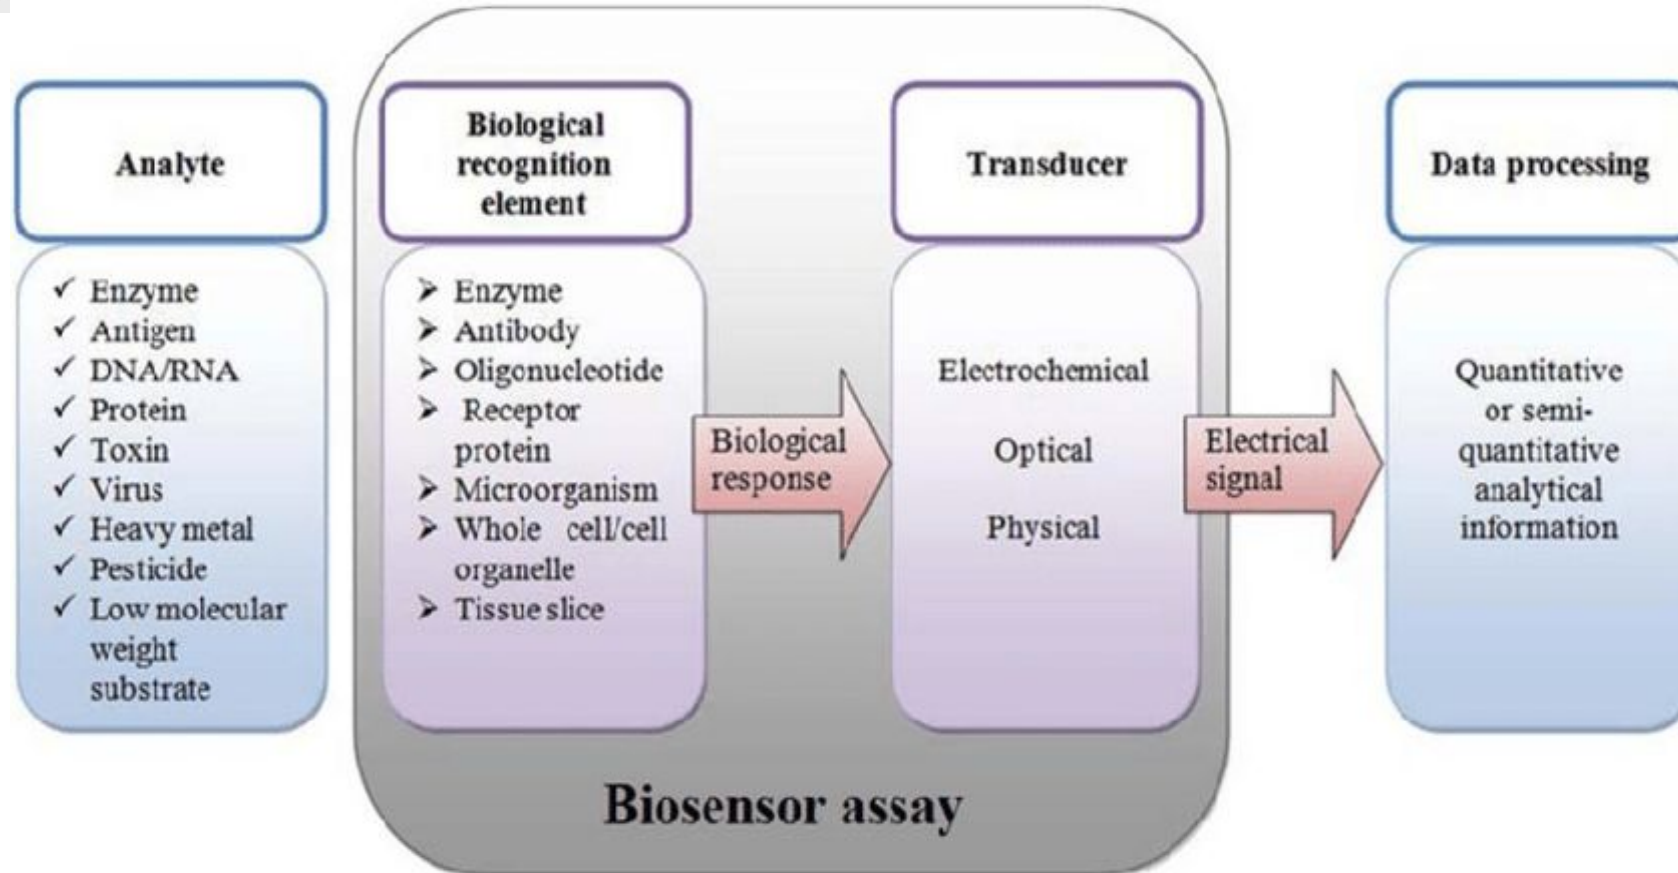 Analyte
Enzyme
Antigen
DNA/RNA
Protein
Toxin
Virus
Heavy metal
Pesticide
Low molecular
weight
substrate
Biological
recognition
element
Enzyme
Antibody
Oligonucleotide
Receptor
protein
Microorganism
Whole cell/cell
organelle
Tissue slice
Biological
response
Transducer
Electrochemical
Optical
Physical
Electrical
signal
Data processing
Quantitative
or semi-
quantitative
analytical
information
Biosensor assay